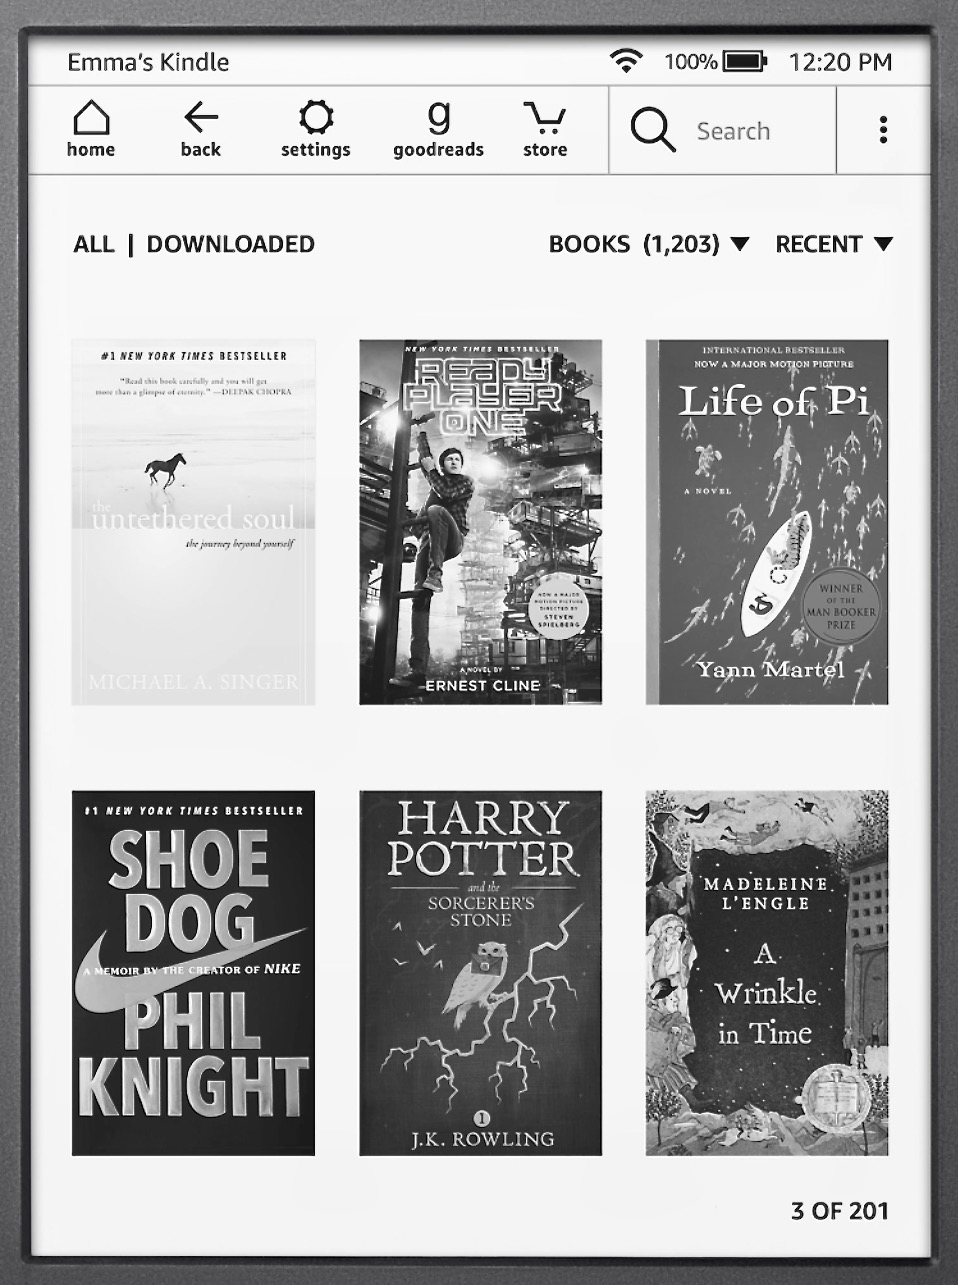 Emma's Kindle 100% 12:20 PM
home back settings goodreads store Search
ALL | DOWNLOADED BOOKS (1,203) RECENT
#1 NEW YORK TIMES BESTSELLER
"Read this book carefully and you will get
more than a glimpse of eternity." —DEEPAK CHOPRA
the
untethered soul
the journey beyond yourself
MICHAEL A. SINGER
NEW YORK TIMES BESTSELLER
READY
PLAYER
ONE
NOW A MAJOR
MOTION PICTURE
DIRECTED BY
STEVEN
SPIELBERG
A NOVEL BY
ERNEST CLINE
INTERNATIONAL BESTSELLER
NOW A MAJOR MOTION PICTURE
Life of Pi
A NOVEL
WINNER
OF THE
MAN BOOKER
PRIZE
Yann Martel
#1 NEW YORK TIMES BESTSELLER
SHOE
DOG
A MEMOIR BY THE CREATOR OF NIKE
PHIL
KNIGHT
HARRY
POTTER
and the
SORCERER'S
STONE
1
J.K. ROWLING
MADELEINE
L'ENGLE
A
Wrinkle
in Time
3 OF 201